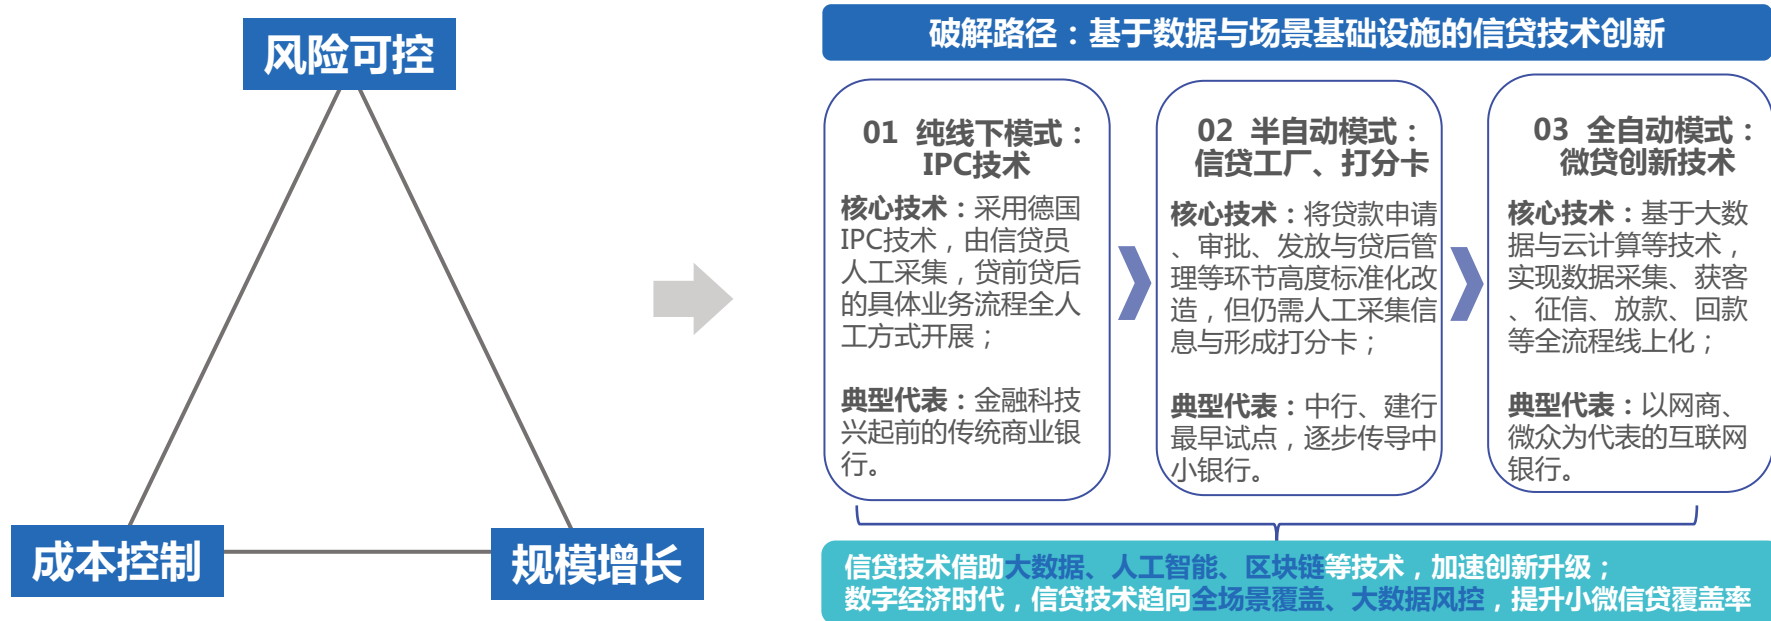 风险可控
成本控制
规模增长
破解路径：基于数据与场景基础设施的信贷技术创新
01 纯线下模式：
IPC技术
核心技术：采用德国
IPC技术，由信贷员
人工采集，贷前贷后
的具体业务流程全人
工方式开展；
典型代表：金融科技
兴起前的传统商业银
行。
02 半自动模式：
信贷工厂、打分卡
核心技术：将贷款申请
、审批、发放与贷后管
理等环节高度标准化改
造，但仍需人工采集信
息与形成打分卡；
典型代表：中行、建行
最早试点，逐步传导中
小银行。
03 全自动模式：
微贷创新技术
核心技术：基于大数
据与云计算等技术，
实现数据采集、获客
、征信、放款、回款
等全流程线上化；
典型代表：以网商、
微众为代表的互联网
银行。
信贷技术借助大数据、人工智能、区块链等技术，加速创新升级；
数字经济时代，信贷技术趋向全场景覆盖、大数据风控，提升小微信贷覆盖率